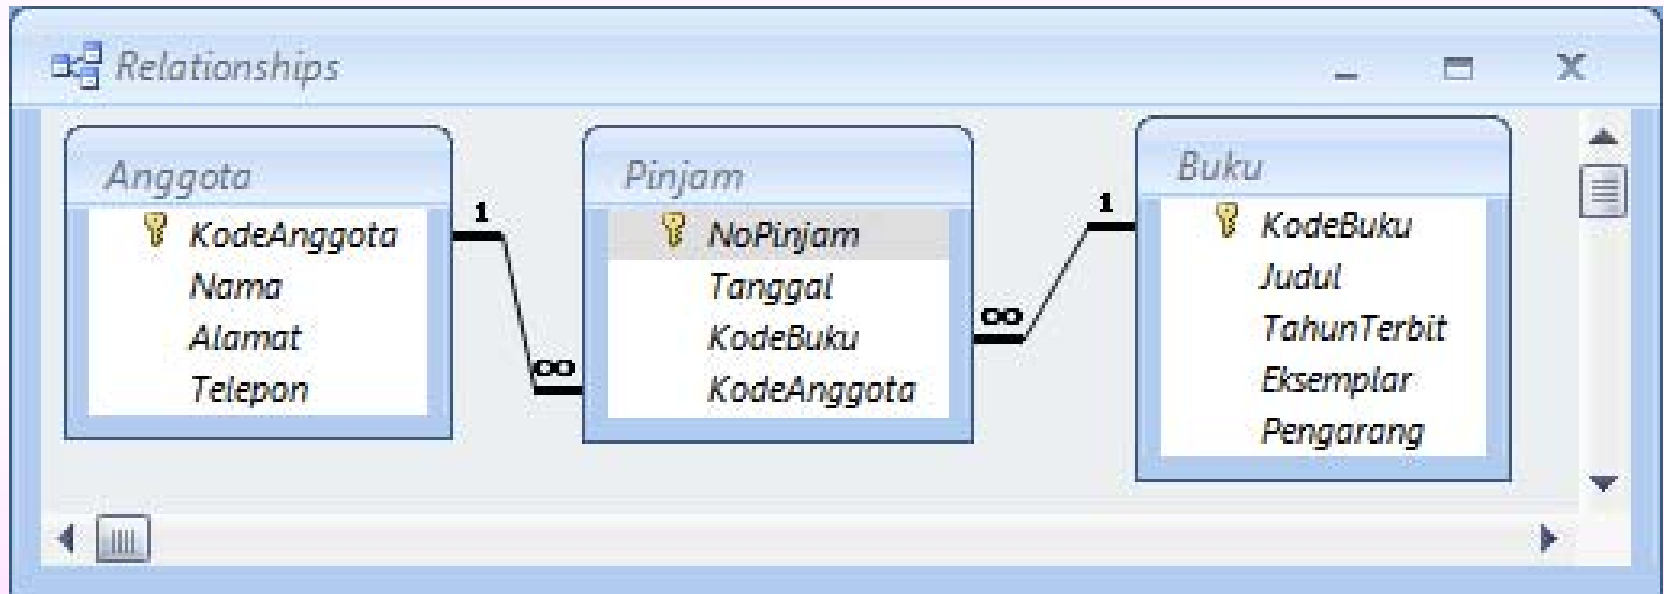 Relationships
Anggota
KodeAnggota
Nama
Alamat
Telepon
1
∞
Pinjam
NoPinjam
Tanggal
KodeBuku
KodeAnggota
∞
1
Buku
KodeBuku
Judul
TahunTerbit
Eksemplar
Pengarang